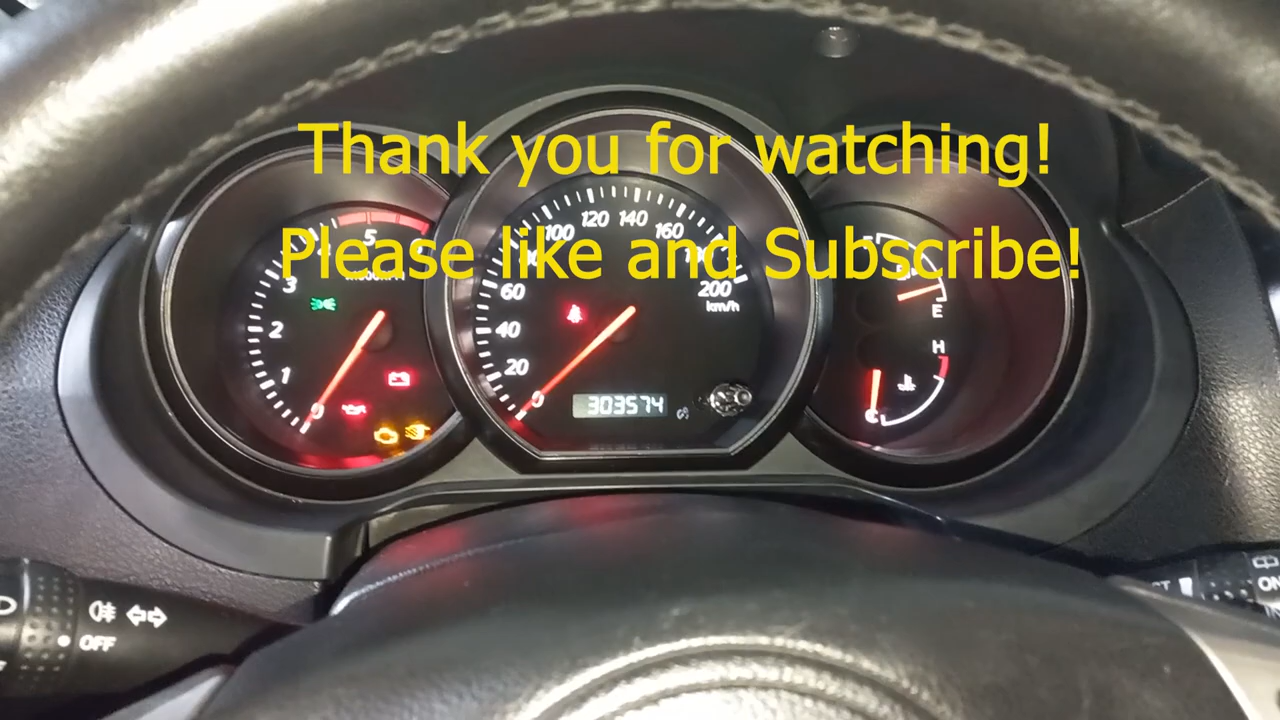 Thank you for watching!
Please like and Subscribe!
120 140
100 160
5
3
60 200
km/h
2 40
E
1 20
H
0 0 303574
C
OFF
ON